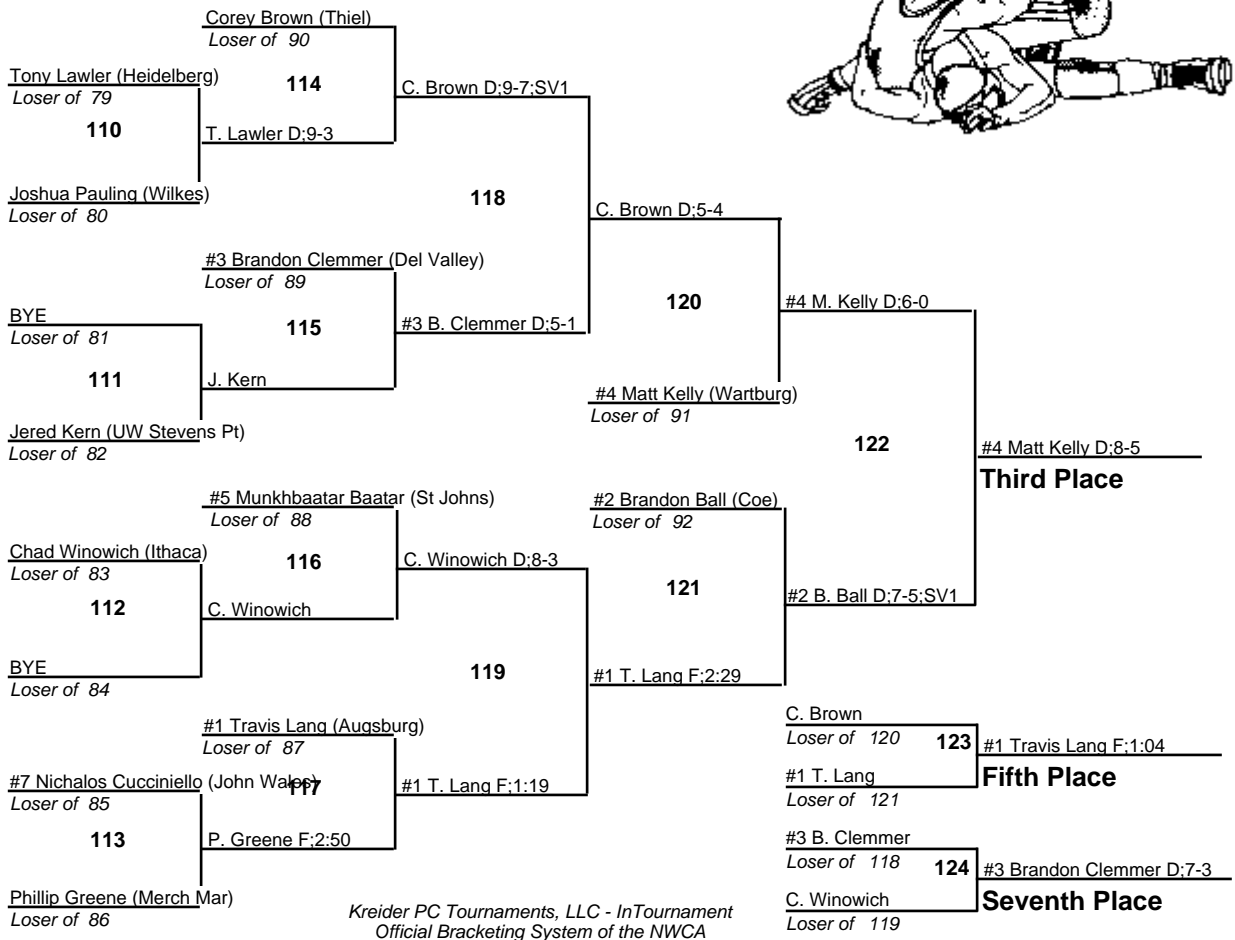 Corey Brown (Thiel)
Loser of 90
Tony Lawler (Heidelberg)
Loser of 79
114
C. Brown D;9-7;SV1
110
T. Lawler D;9-3
Joshua Pauling (Wilkes)
Loser of 80
118
C. Brown D;5-4
#3 Brandon Clemmer (Del Valley)
Loser of 89
BYE
Loser of 81
115
#3 B. Clemmer D;5-1
120
#4 M. Kelly D;6-0
111
J. Kern
#4 Matt Kelly (Wartburg)
Loser of 91
Jered Kern (UW Stevens Pt)
Loser of 82
122
#4 Matt Kelly D;8-5
Third Place
#5 Munkhbaatar Baatar (St Johns)
Loser of 88
#2 Brandon Ball (Coe)
Loser of 92
Chad Winowich (Ithaca)
Loser of 83
116
C. Winowich D;8-3
112
C. Winowich
121
#2 B. Ball D;7-5;SV1
BYE
Loser of 84
119
#1 T. Lang F;2:29
#1 Travis Lang (Augsburg)
Loser of 87
C. Brown
Loser of 120
123
#1 Travis Lang F;1:04
Fifth Place
#7 Nichalos Cucciniello (John Wales)
Loser of 85
117
#1 T. Lang F;1:19
#1 T. Lang
Loser of 121
113
P. Greene F;2:50
#3 B. Clemmer
Loser of 118
124
#3 Brandon Clemmer D;7-3
Seventh Place
Phillip Greene (Merch Mar)
Loser of 86
C. Winowich
Loser of 119
Kreider PC Tournaments, LLC - InTournament
Official Bracketing System of the NWCA